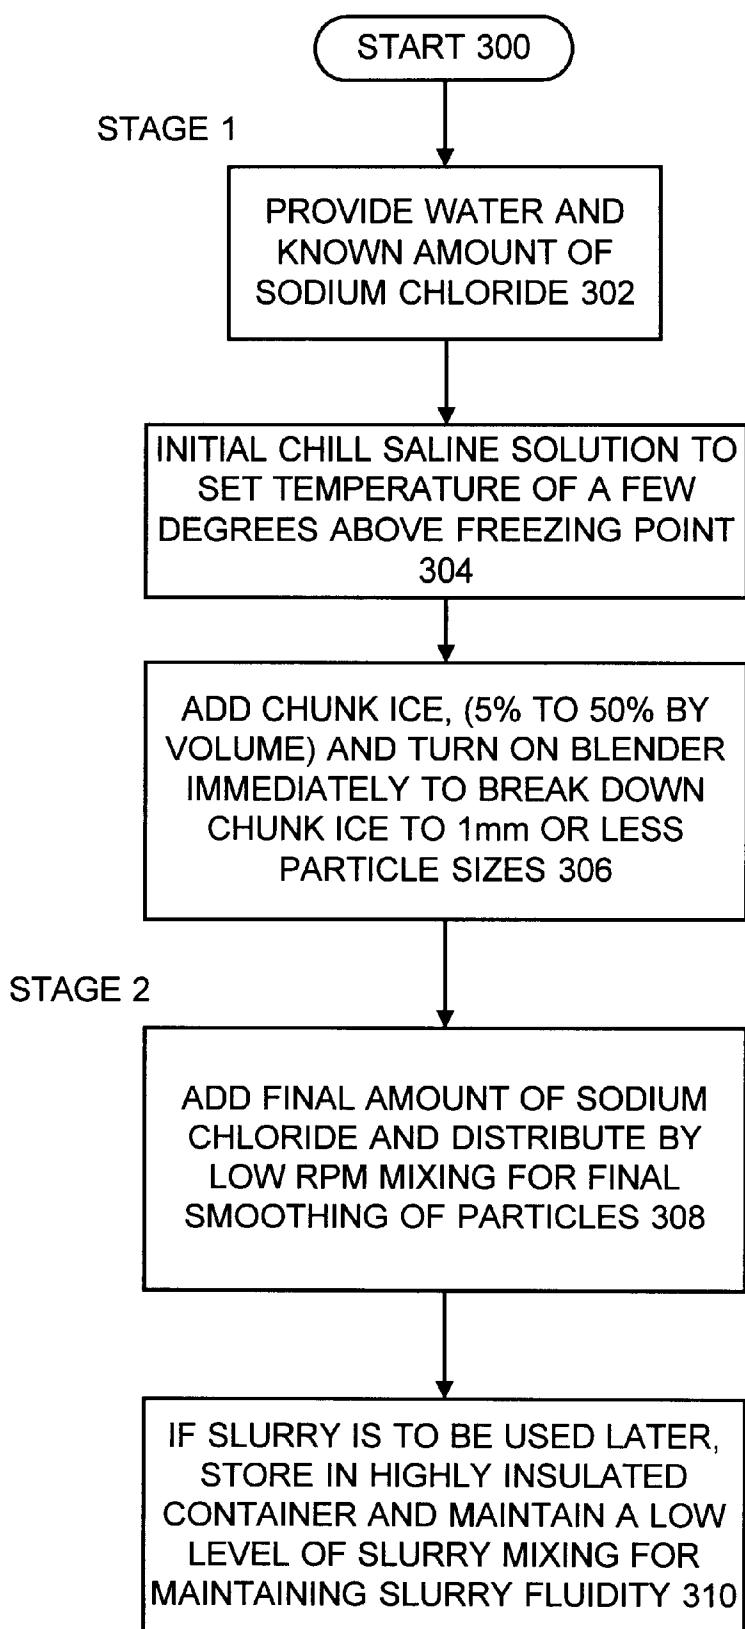 START 300
STAGE 1
PROVIDE WATER AND
KNOWN AMOUNT OF
SODIUM CHLORIDE 302
INITIAL CHILL SALINE SOLUTION TO
SET TEMPERATURE OF A FEW
DEGREES ABOVE FREEZING POINT
304
ADD CHUNK ICE, (5% TO 50% BY
VOLUME) AND TURN ON BLENDER
IMMEDIATELY TO BREAK DOWN
CHUNK ICE TO 1mm OR LESS
PARTICLE SIZES 306
STAGE 2
ADD FINAL AMOUNT OF SODIUM
CHLORIDE AND DISTRIBUTE BY
LOW RPM MIXING FOR FINAL
SMOOTHING OF PARTICLES 308
IF SLURRY IS TO BE USED LATER,
STORE IN HIGHLY INSULATED
CONTAINER AND MAINTAIN A LOW
LEVEL OF SLURRY MIXING FOR
MAINTAINING SLURRY FLUIDITY 310